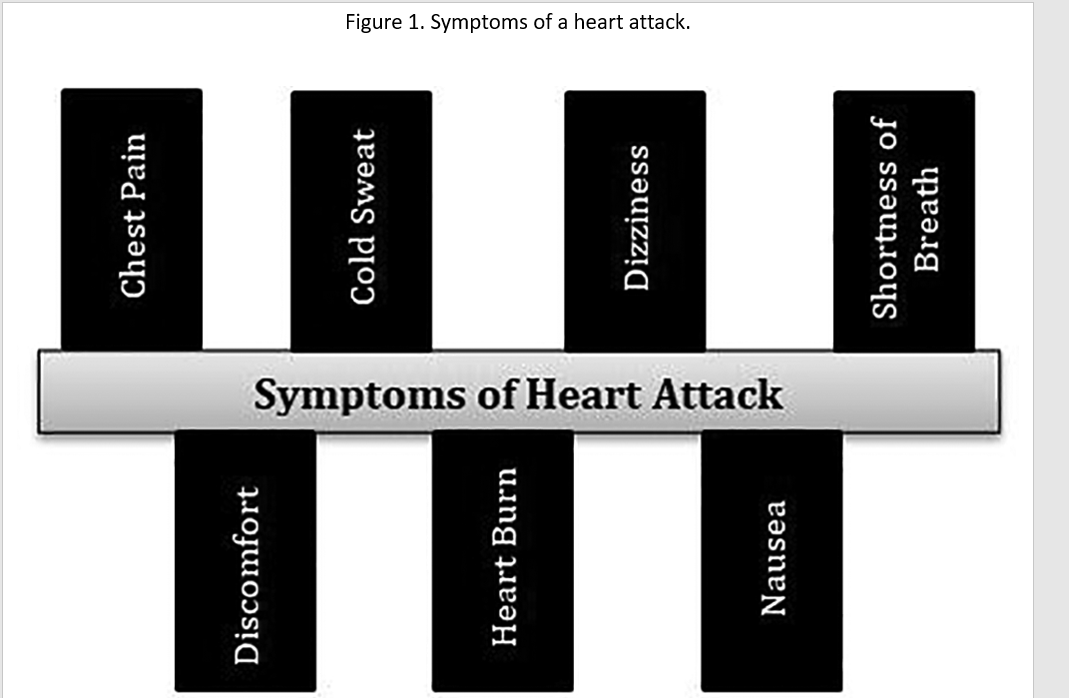 Figure 1. Symptoms of a heart attack.
Chest Pain
Cold Sweat
Dizziness
Shortness of
Breath
Symptoms of Heart Attack
Discomfort
Heart Burn
Nausea